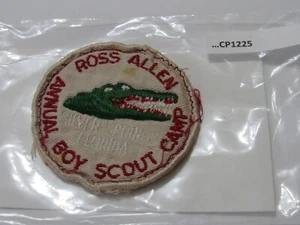 ...CP1225
ROSS ALLEN
ANNUAL BOY SCOUT CAMP
FLORIDA